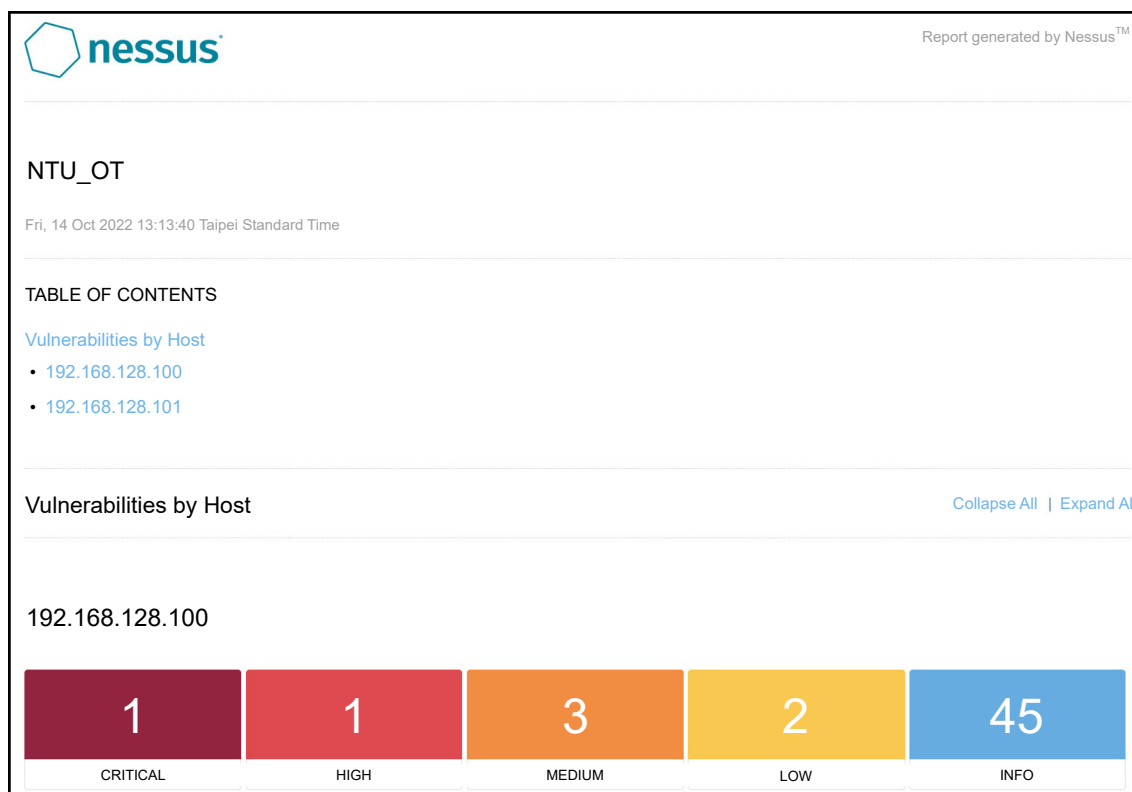 nessus
Report generated by Nessus™
NTU_OT
Fri, 14 Oct 2022 13:13:40 Taipei Standard Time
TABLE OF CONTENTS
Vulnerabilities by Host
• 192.168.128.100
• 192.168.128.101
Vulnerabilities by Host
Collapse All | Expand Al
192.168.128.100
1 1 3 2 45
CRITICAL HIGH MEDIUM LOW INFO